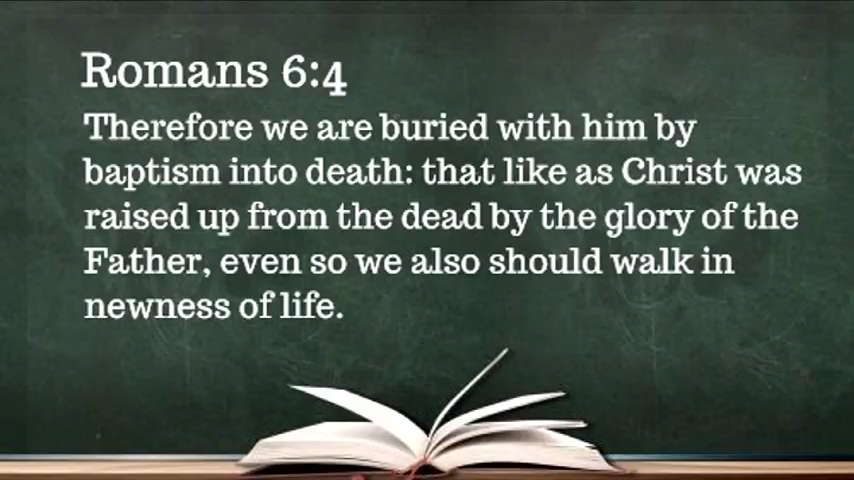 Romans 6:4
Therefore we are buried with him by
baptism into death: that like as Christ was
raised up from the dead by the glory of the
Father, even so we also should walk in
newness of life.